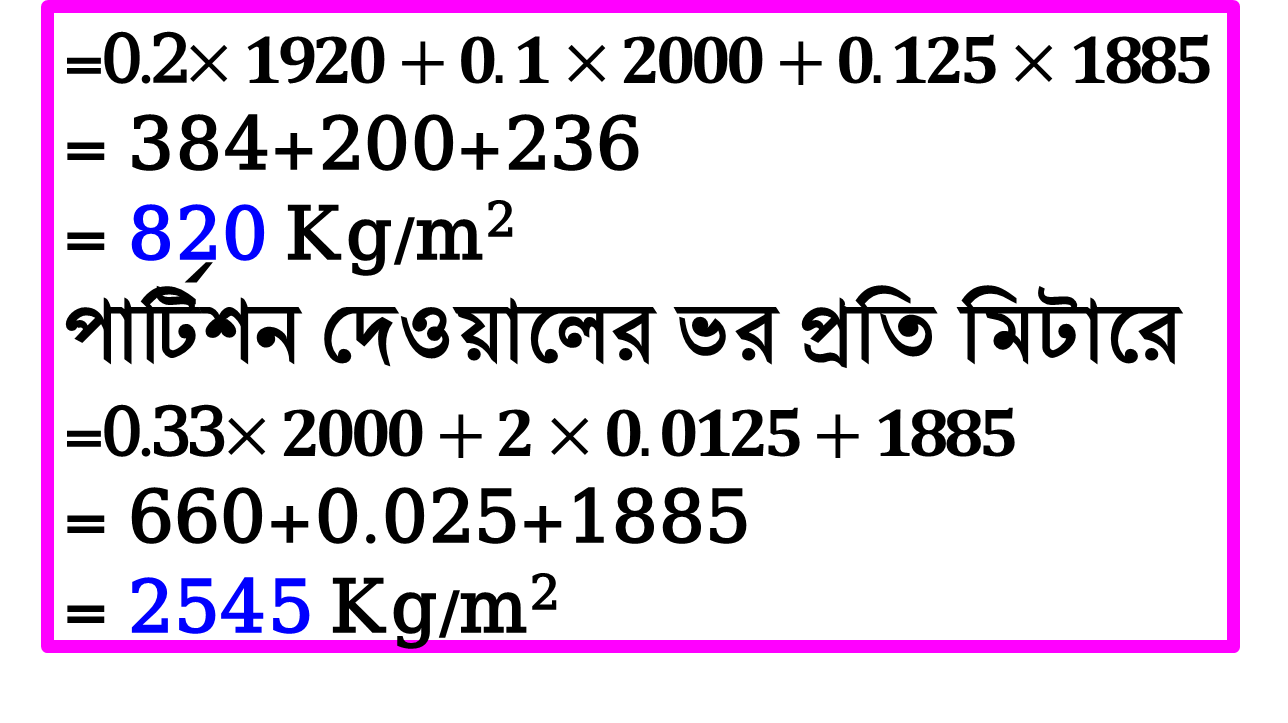 =0.2× 1920 + 0.1 × 2000 + 0.125 × 1885
= 384+200+236
= 820 Kg/m²
পার্টিশন দেওয়ালের ভর প্রতি মিটারে
=0.33× 2000 + 2 × 0.0125 + 1885
= 660+0.025+1885
= 2545 Kg/m²